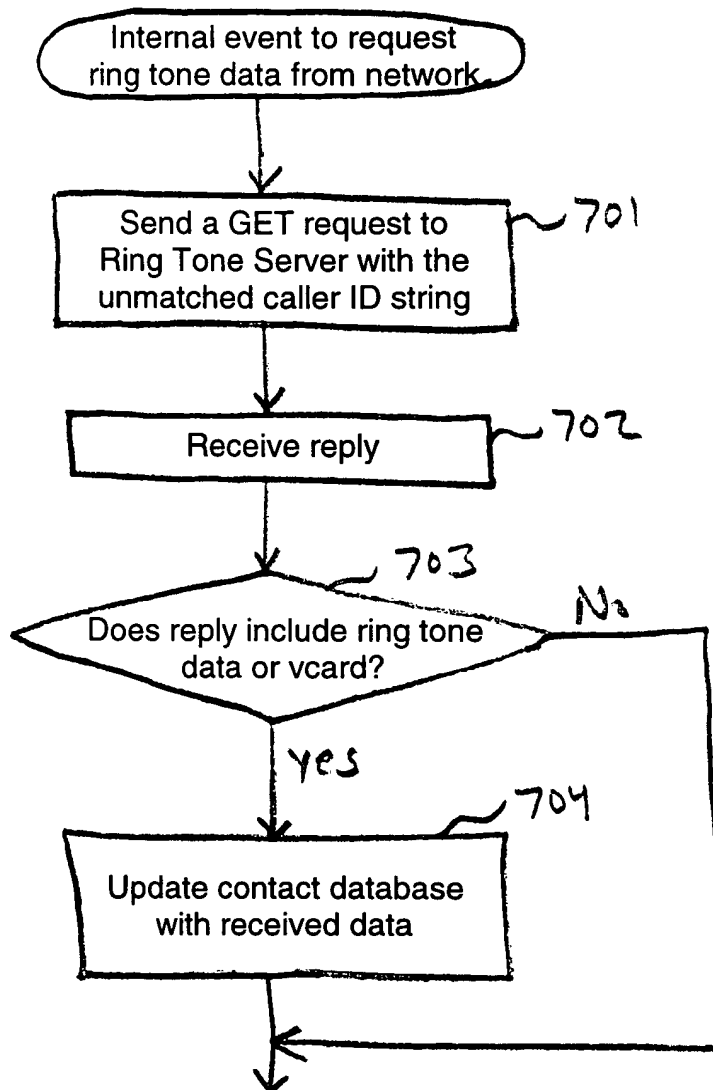 Internal event to request
ring tone data from network
Send a GET request to
Ring Tone Server with the
unmatched caller ID string
701
Receive reply
702
703
Does reply include ring tone
data or vcard?
No
yes
704
Update contact database
with received data